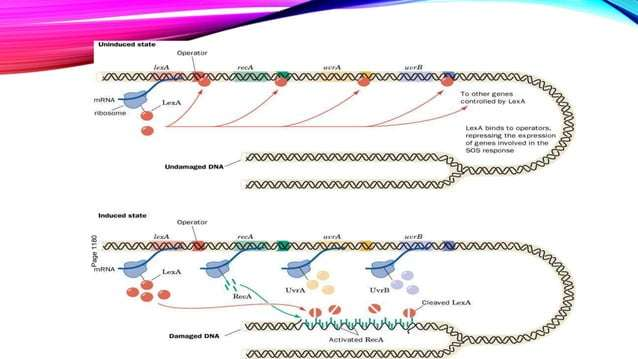 Uninduced state
Operator
lexA
recA
uvrA
uvrB
mRNA
ribosome
LexA
To other genes
controlled by LexA
LexA binds to operators,
repressing the expression
of genes involved in the
SOS response
Undamaged DNA
Page 1180
Induced state
Operator
lexA
recA
uvrA
uvrB
mRNA
LexA
RecA
UvrA
UvrB
Cleaved LexA
Damaged DNA
Activated RecA